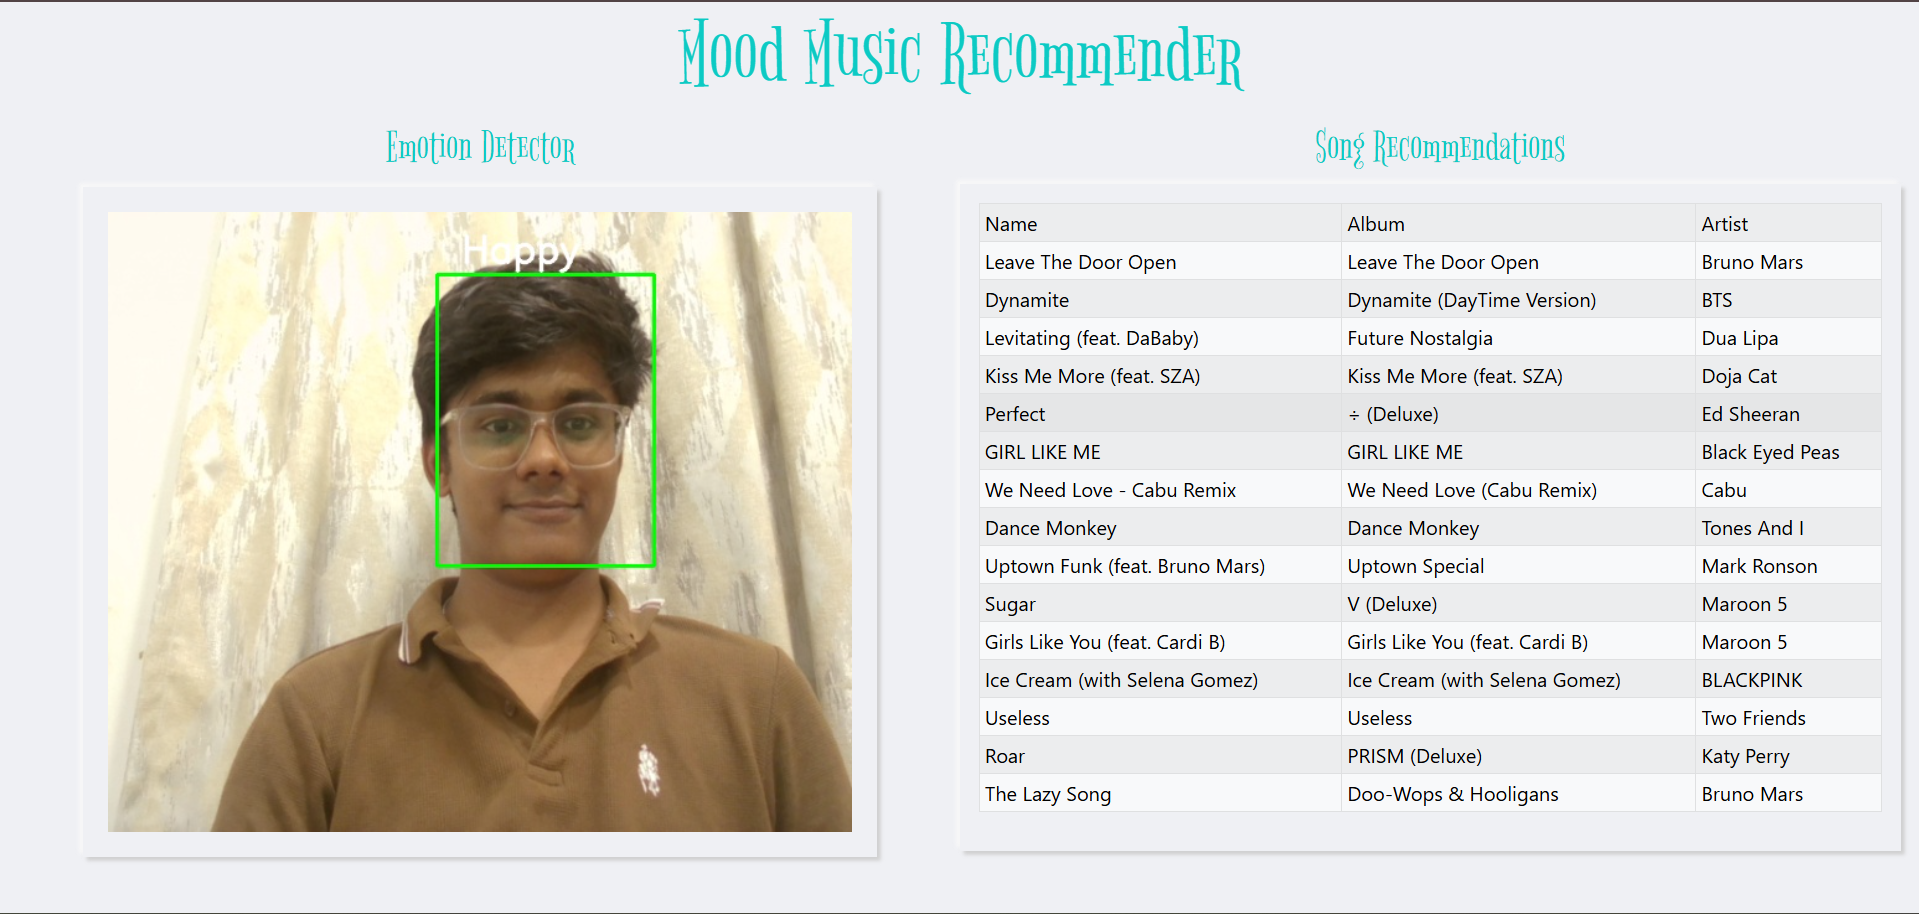 Mood Music Recommender
Emotion Detector
Happy
Song Recommendations
Name Album Artist
Leave The Door Open Leave The Door Open Bruno Mars
Dynamite Dynamite (DayTime Version) BTS
Levitating (feat. DaBaby) Future Nostalgia Dua Lipa
Kiss Me More (feat. SZA) Kiss Me More (feat. SZA) Doja Cat
Perfect ÷ (Deluxe) Ed Sheeran
GIRL LIKE ME GIRL LIKE ME Black Eyed Peas
We Need Love - Cabu Remix We Need Love (Cabu Remix) Cabu
Dance Monkey Dance Monkey Tones And I
Uptown Funk (feat. Bruno Mars) Uptown Special Mark Ronson
Sugar V (Deluxe) Maroon 5
Girls Like You (feat. Cardi B) Girls Like You (feat. Cardi B) Maroon 5
Ice Cream (with Selena Gomez) Ice Cream (with Selena Gomez) BLACKPINK
Useless Useless Two Friends
Roar PRISM (Deluxe) Katy Perry
The Lazy Song Doo-Wops & Hooligans Bruno Mars